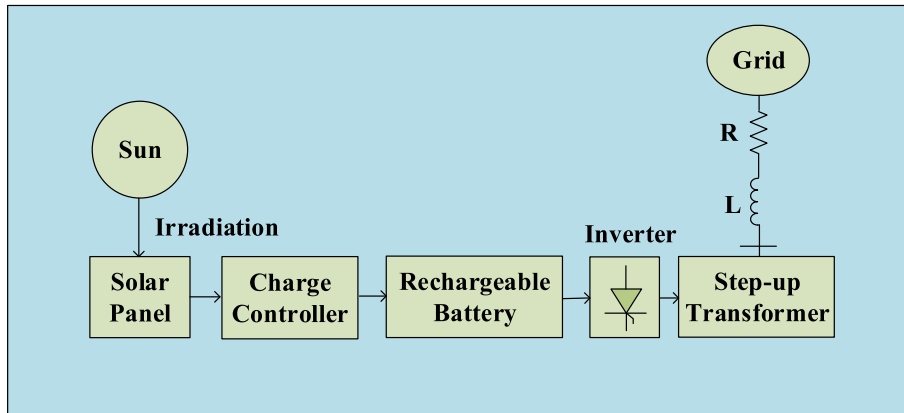 Grid
R
Sun
L
Irradiation
Inverter
Solar
Panel
Charge
Controller
Rechargeable
Battery
Step-up
Transformer